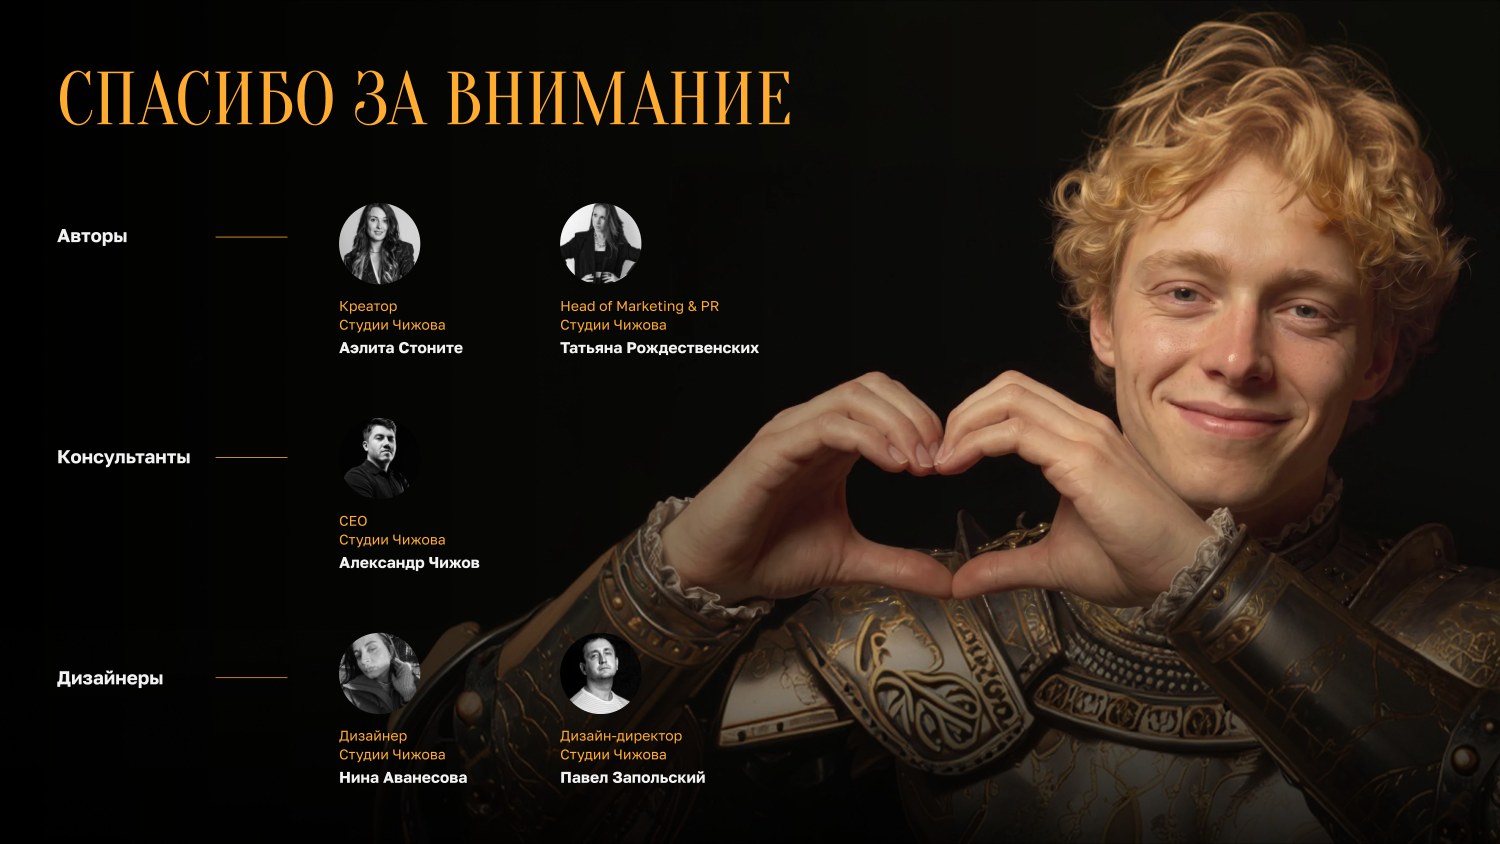 СПАСИБО ЗА ВНИМАНИЕ
Авторы
Креатор
Студии Чижова
Аэлита Стоните
Head of Marketing & PR
Студии Чижова
Татьяна Рождественских
Консультанты
CEO
Студии Чижова
Александр Чижов
Дизайнеры
Дизайнер
Студии Чижова
Нина Аванесова
Дизайн-директор
Студии Чижова
Павел Запольский